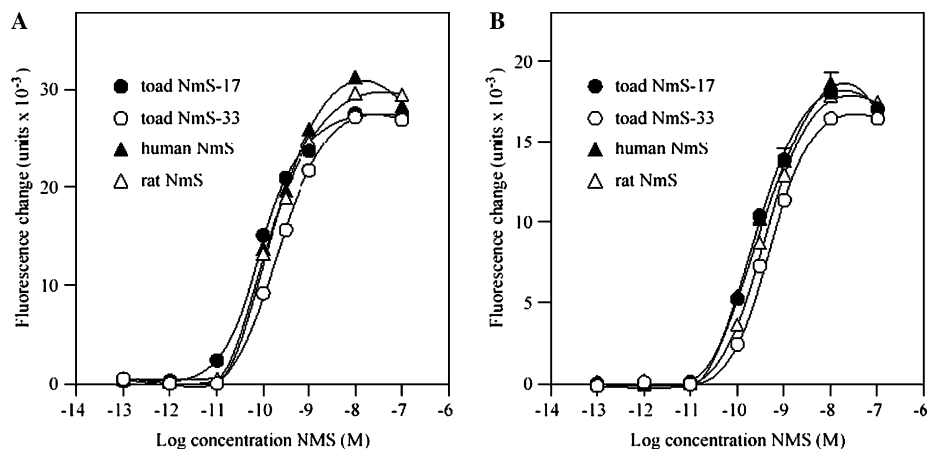 A
Fluorescence change (units x 10⁻³)
30
20
10
0
toad NmS-17
toad NmS-33
human NmS
rat NmS
-14 -13 -12 -11 -10 -9 -8 -7 -6
Log concentration NMS (M)
B
Fluorescence change (units x 10⁻³)
20
15
10
5
0
toad NmS-17
toad NmS-33
human NmS
rat NmS
-14 -13 -12 -11 -10 -9 -8 -7 -6
Log concentration NMS (M)